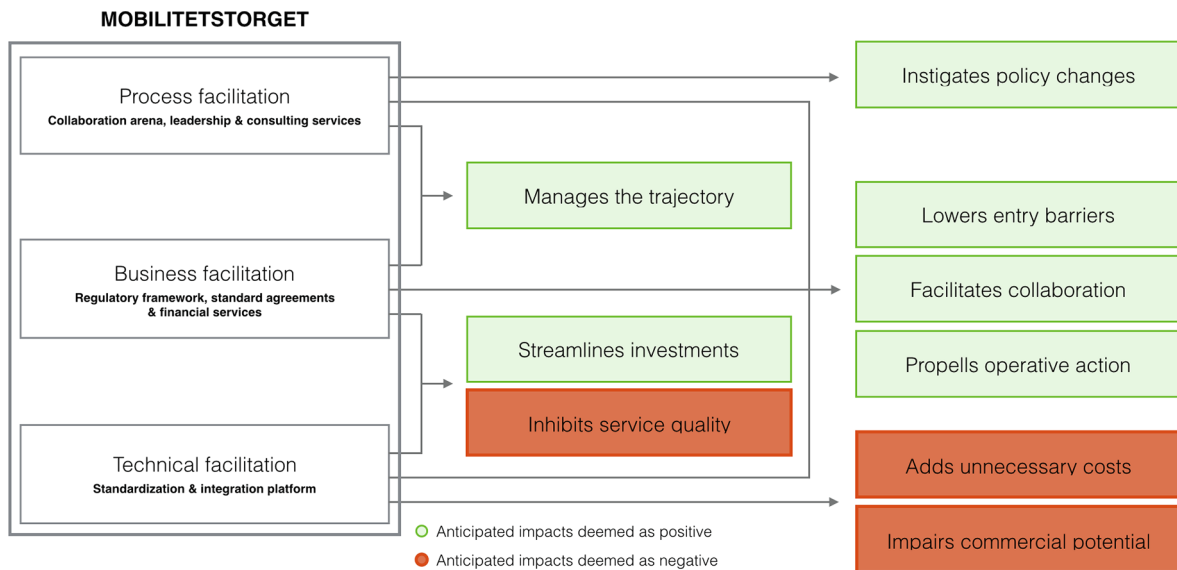 MOBILITETSTORGET
Process facilitation
Collaboration arena, leadership & consulting services
Instigates policy changes
Manages the trajectory
Lowers entry barriers
Business facilitation
Regulatory framework, standard agreements
& financial services
Facilitates collaboration
Streamlines investments
Propells operative action
Inhibits service quality
Technical facilitation
Standardization & integration platform
Adds unnecessary costs
Impairs commercial potential
Anticipated impacts deemed as positive
Anticipated impacts deemed as negative